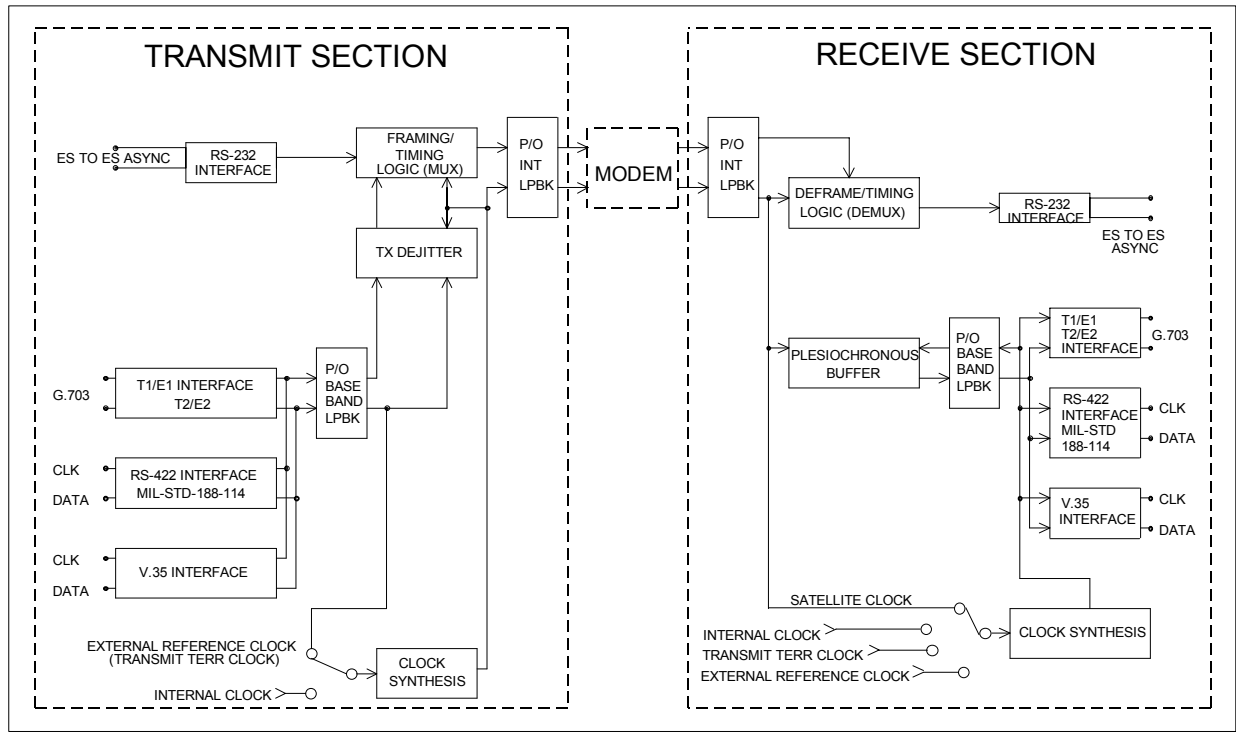 TRANSMIT SECTION
ES TO ES ASYNC
RS-232
INTERFACE
FRAMING/
TIMING
LOGIC (MUX)
P/O
INT
LPBK
TX DEJITTER
G.703
T1/E1 INTERFACE
T2/E2
P/O
BASE
BAND
LPBK
CLK
DATA
RS-422 INTERFACE
MIL-STD-188-114
CLK
DATA
V.35 INTERFACE
EXTERNAL REFERENCE CLOCK
(TRANSMIT TERR CLOCK)
INTERNAL CLOCK
CLOCK
SYNTHESIS
MODEM
RECEIVE SECTION
P/O
INT
LPBK
DEFRAME/TIMING
LOGIC (DEMUX)
RS-232
INTERFACE
ES TO ES
ASYNC
PLESIOCHRONOUS
BUFFER
P/O
BASE
BAND
LPBK
T1/E1
T2/E2
INTERFACE
G.703
RS-422
INTERFACE
MIL-STD
188-114
CLK
DATA
V.35
INTERFACE
CLK
DATA
SATELLITE CLOCK
INTERNAL CLOCK
TRANSMIT TERR CLOCK
EXTERNAL REFERENCE CLOCK
CLOCK SYNTHESIS